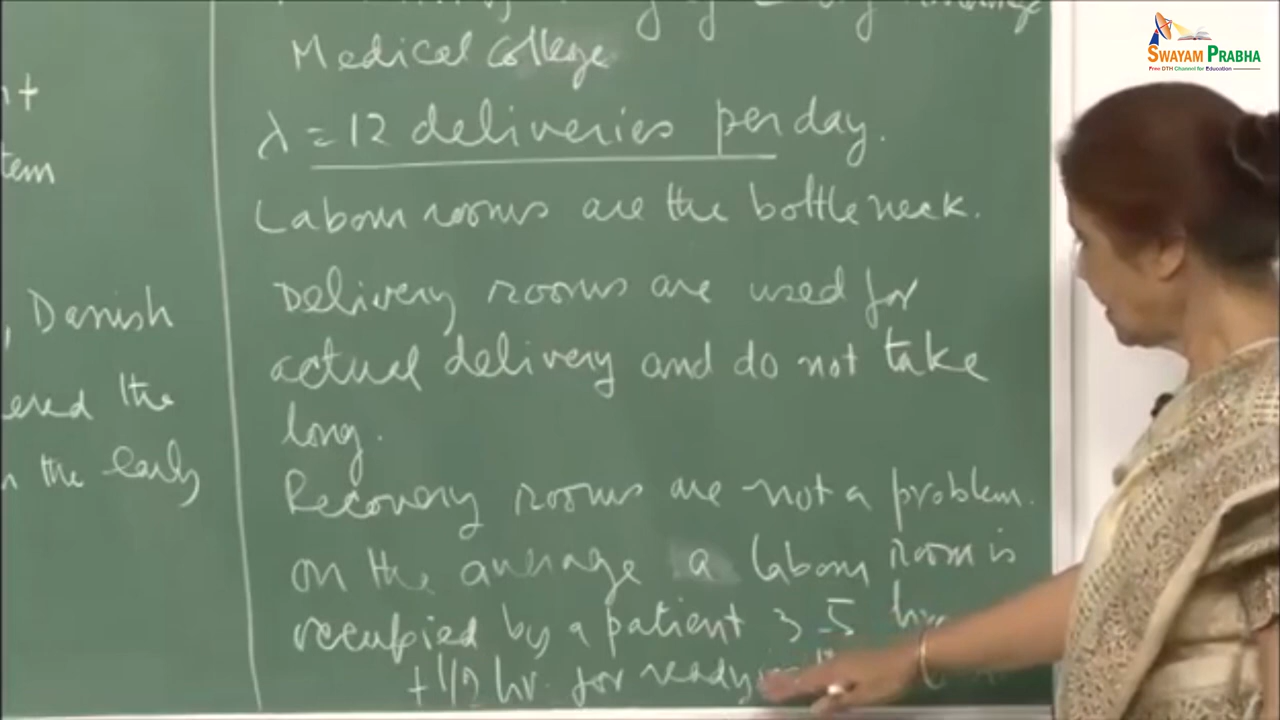 Medical college
λ = 12 deliveries per day.
Labour rooms are the bottleneck.
Delivery rooms are used for
actual delivery and do not take
long.
Recovery rooms are not a problem.
on the average a labour room is
occupied by a patient 3.5 hrs
+ 1/2 hr. for ready
tem
, Danish
ered the
the early
SWAYAM PRABHA
Free DTH Channel for Education